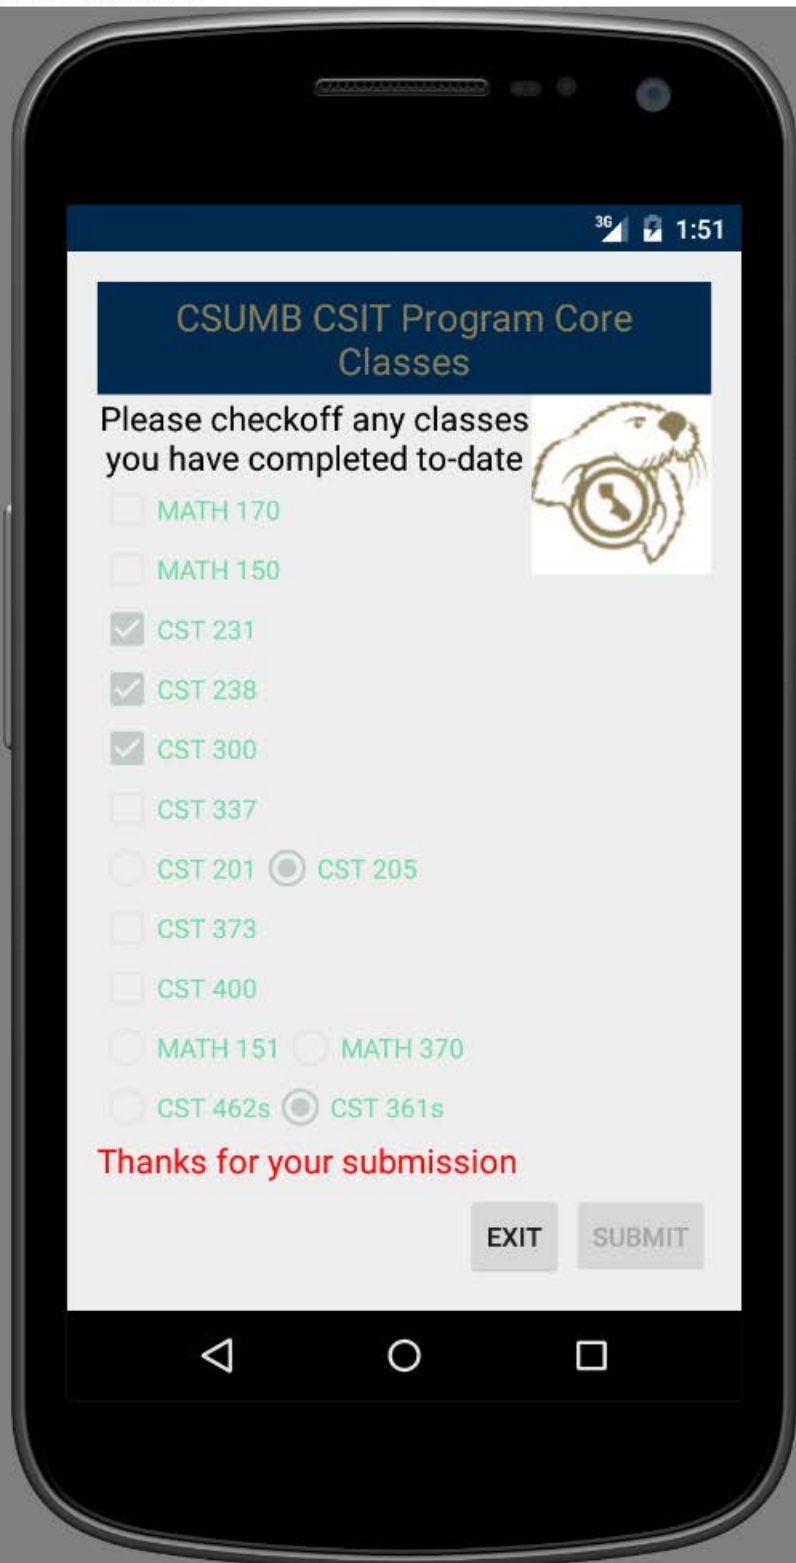 3G 1:51
CSUMB CSIT Program Core
Classes
Please checkoff any classes
you have completed to-date
MATH 170
MATH 150
CST 231
CST 238
CST 300
CST 337
CST 201 CST 205
CST 373
CST 400
MATH 151 MATH 370
CST 462s CST 361s
Thanks for your submission
EXIT SUBMIT